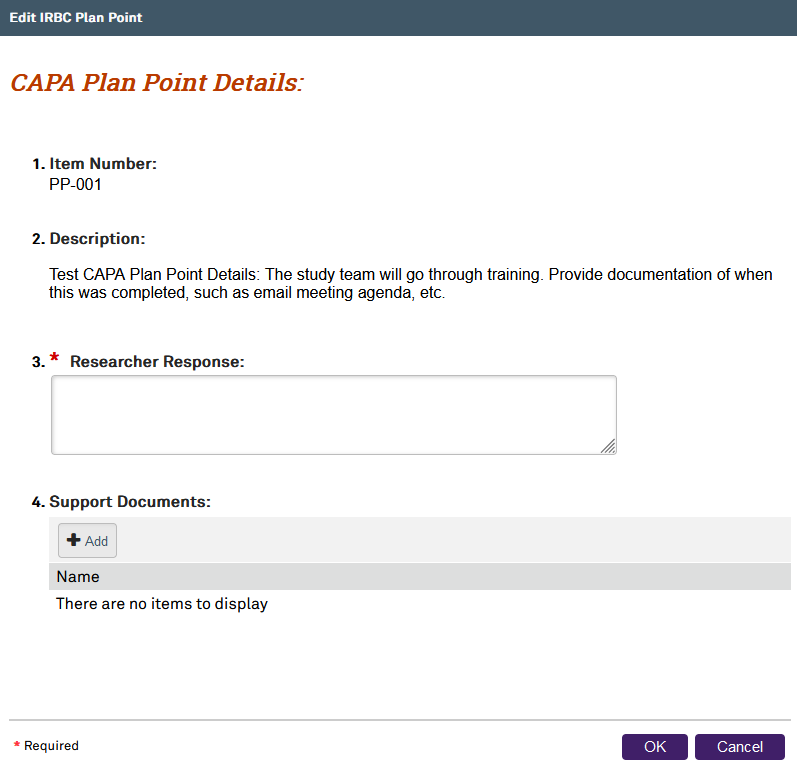 Edit IRBC Plan Point
CAPA Plan Point Details:
1. Item Number:
PP-001
2. Description:
Test CAPA Plan Point Details: The study team will go through training. Provide documentation of when
this was completed, such as email meeting agenda, etc.
3. * Researcher Response:
4. Support Documents:
+ Add
Name
There are no items to display
* Required
OK
Cancel